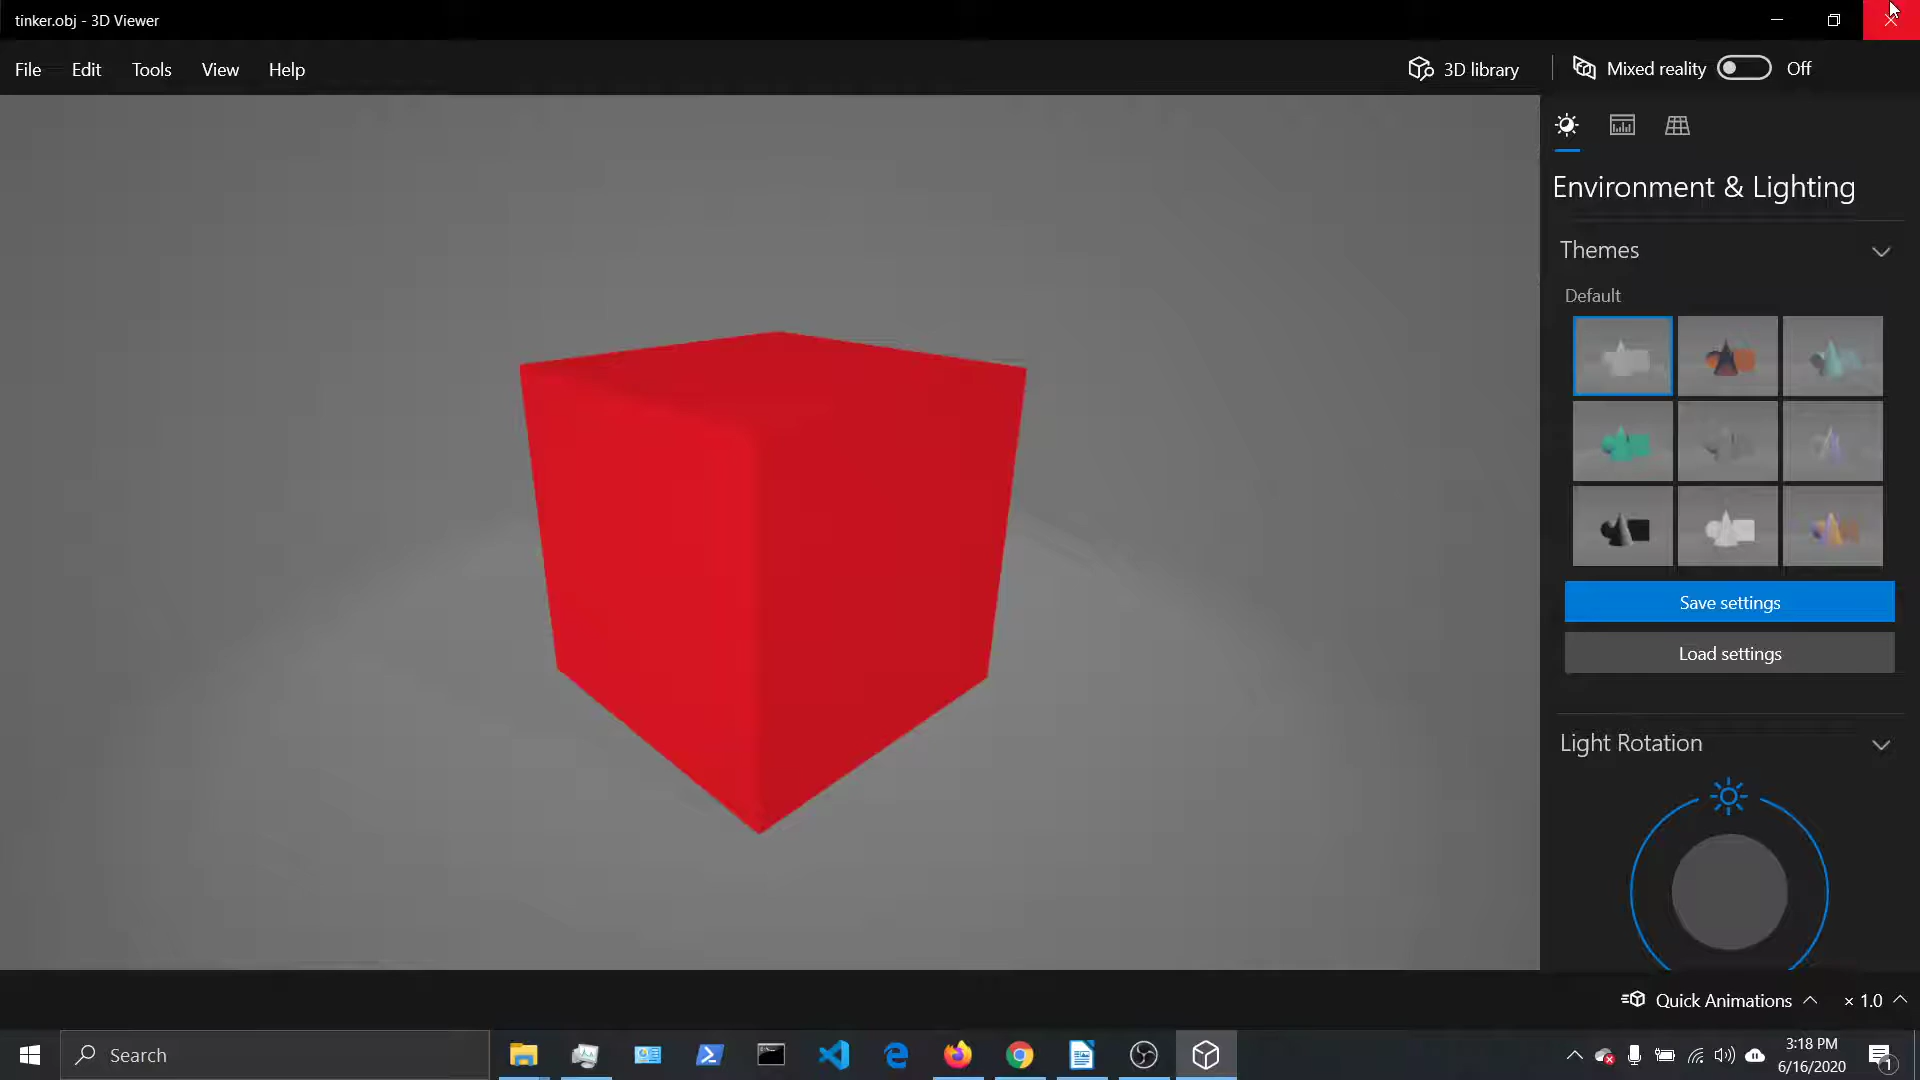 tinker.obj - 3D Viewer
File Edit Tools View Help
3D library
Mixed reality Off
Environment & Lighting
Themes
Default
Save settings
Load settings
Light Rotation
Quick Animations × 1.0
Search
3:18 PM
6/16/2020
1